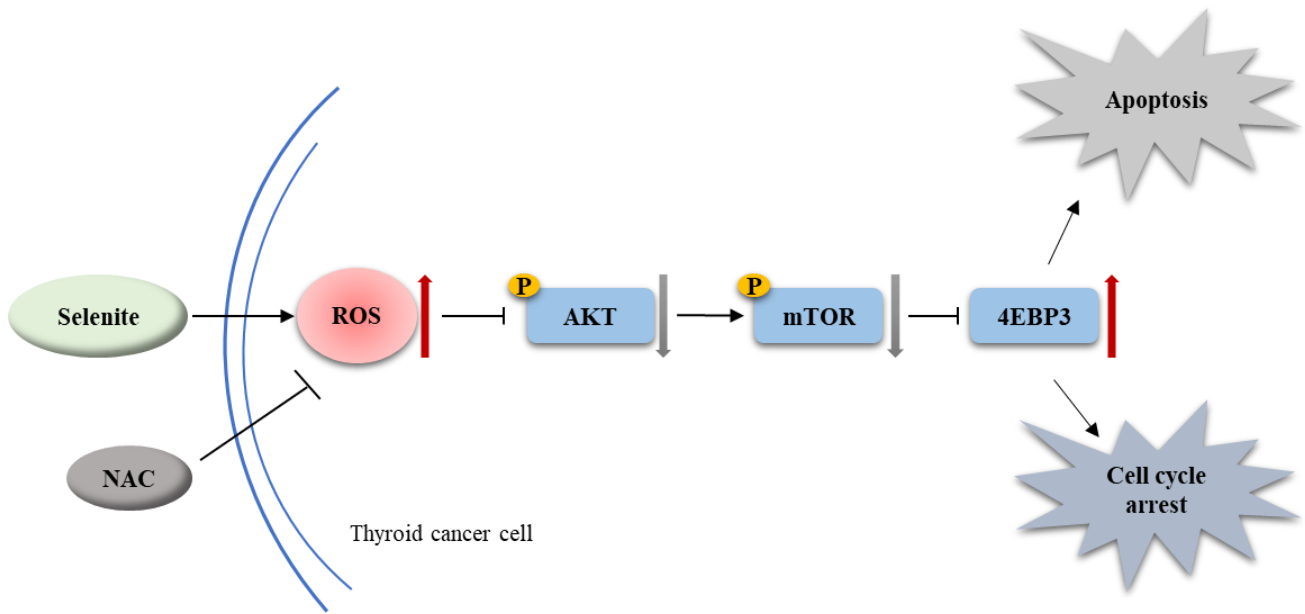 Apoptosis
Selenite
ROS
P
AKT
P
mTOR
4EBP3
NAC
Cell cycle
arrest
Thyroid cancer cell